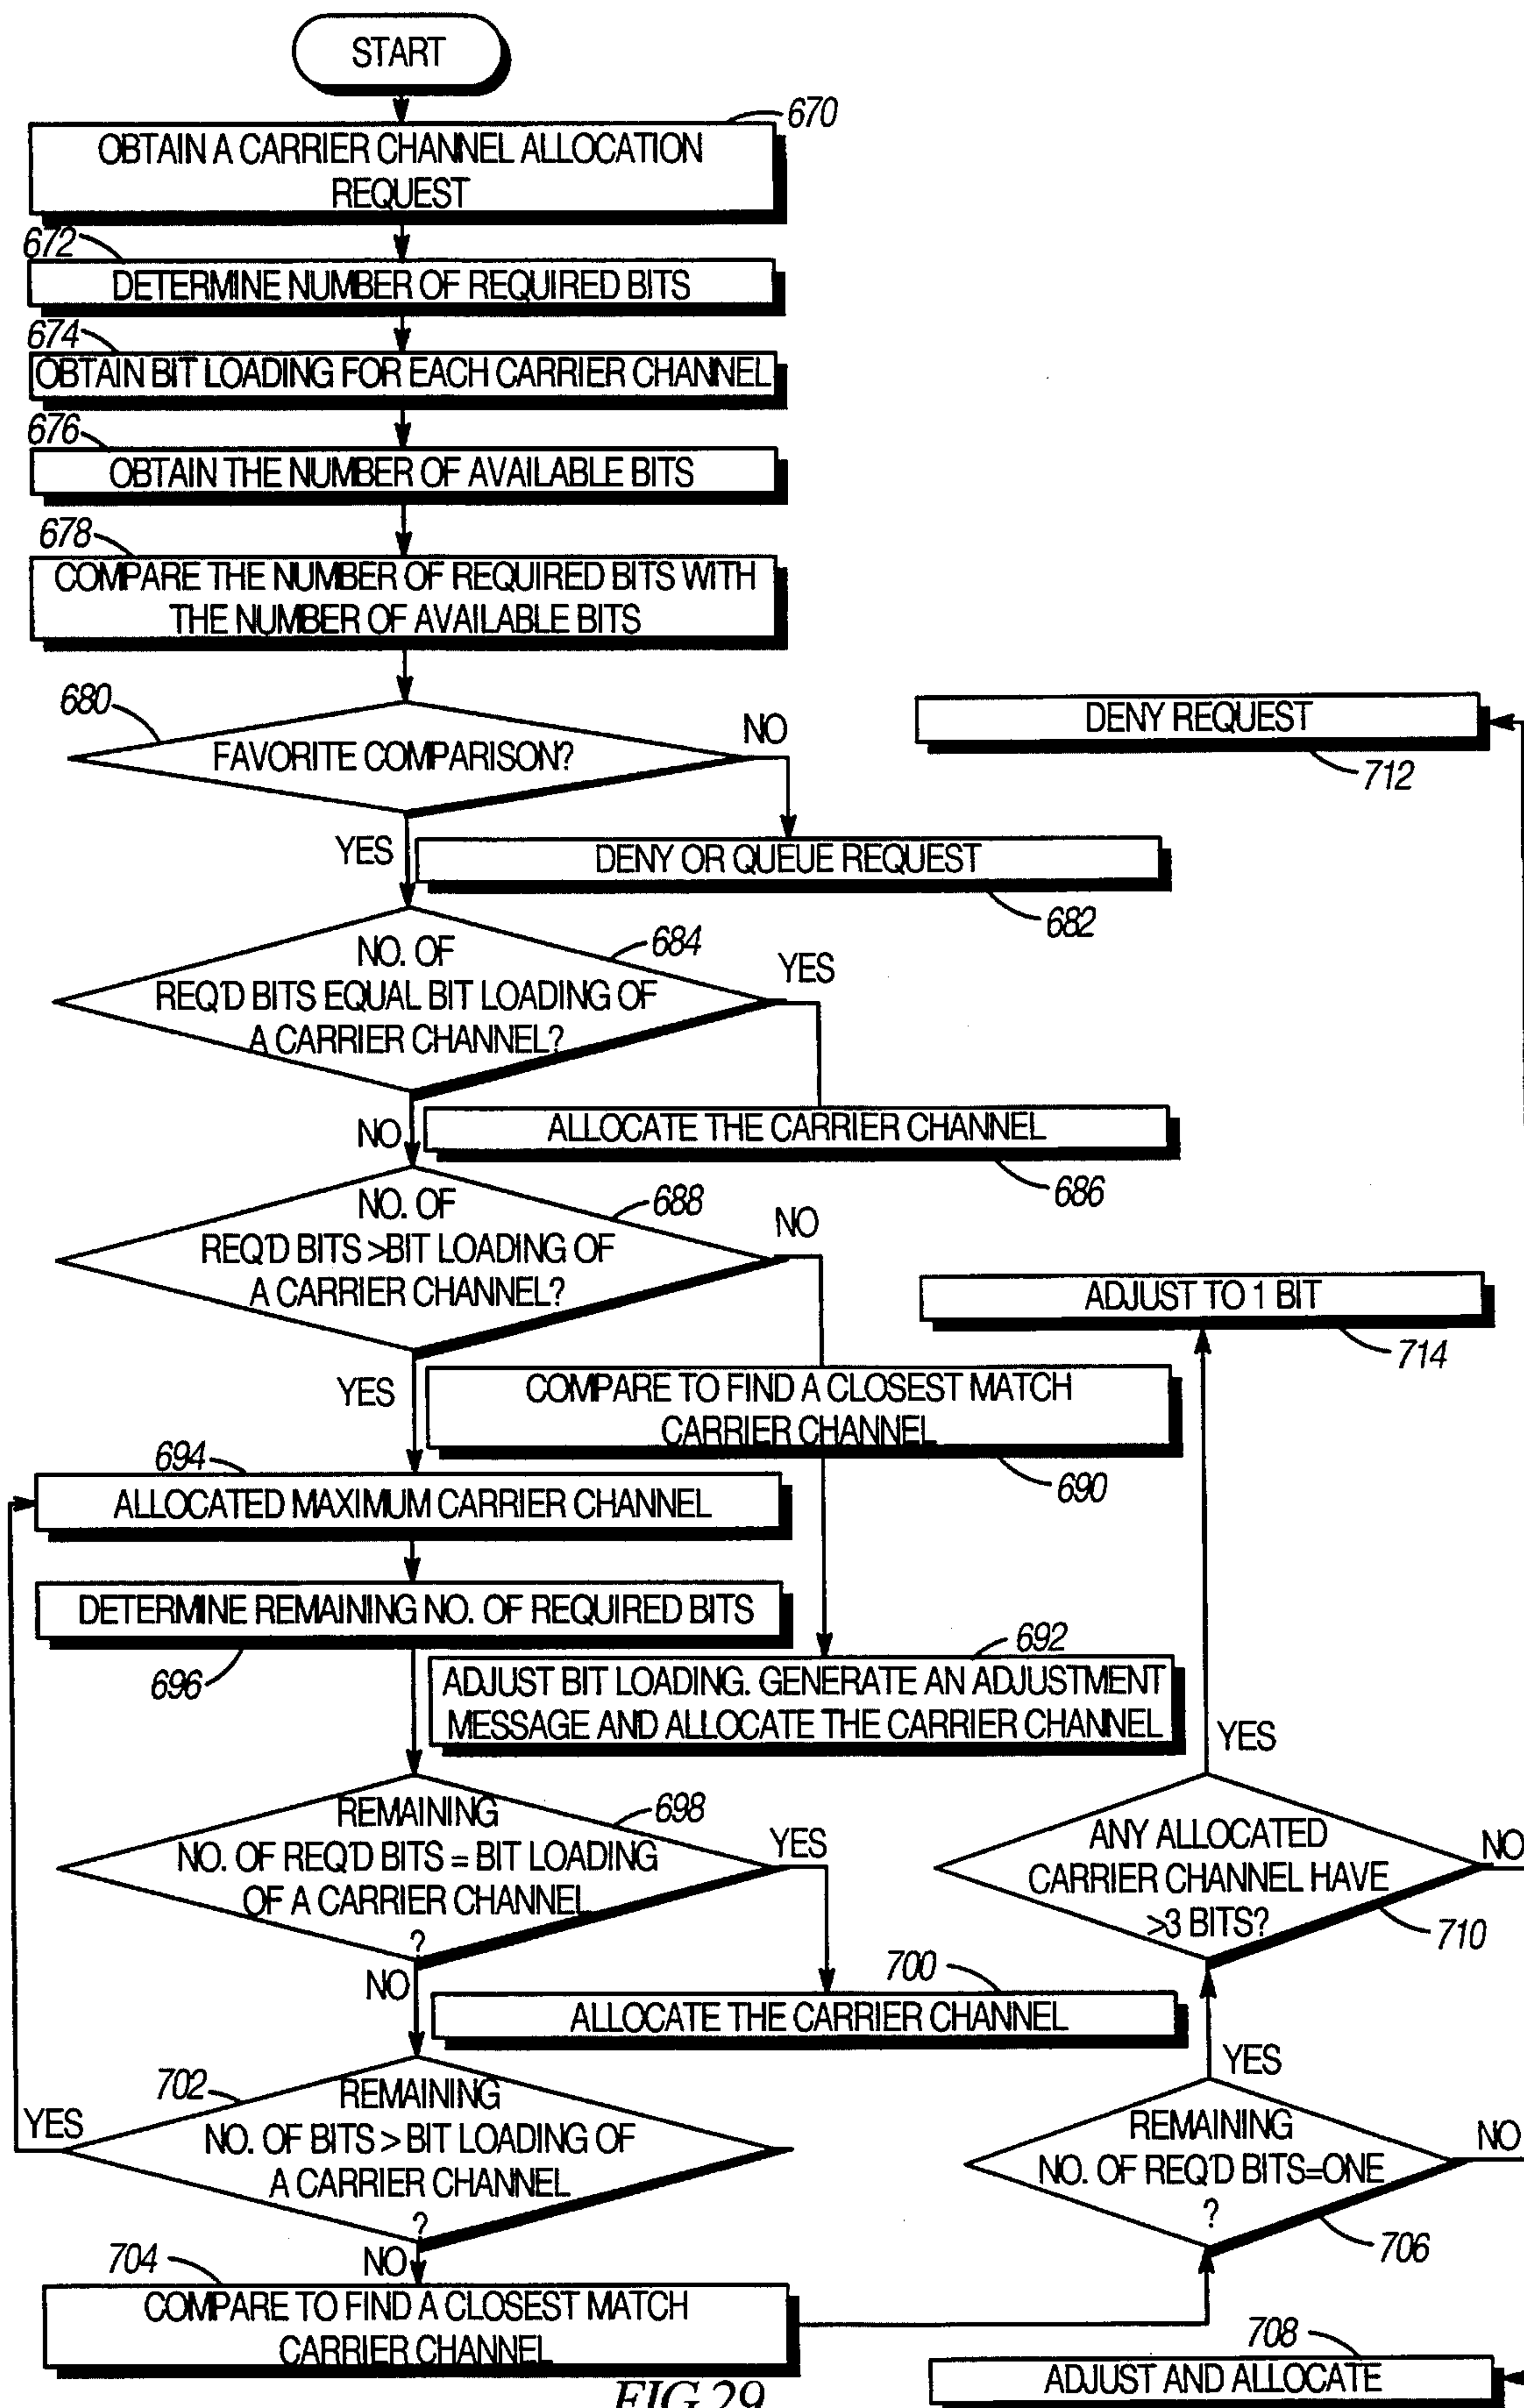 START
670
OBTAIN A CARRIER CHANNEL ALLOCATION
REQUEST
672
DETERMINE NUMBER OF REQUIRED BITS
674
OBTAIN BIT LOADING FOR EACH CARRIER CHANNEL
676
OBTAIN THE NUMBER OF AVAILABLE BITS
678
COMPARE THE NUMBER OF REQUIRED BITS WITH
THE NUMBER OF AVAILABLE BITS
680
FAVORITE COMPARISON?
NO
DENY REQUEST
712
YES
DENY OR QUEUE REQUEST
682
NO. OF
REQ'D BITS EQUAL BIT LOADING OF
A CARRIER CHANNEL?
684
YES
NO
ALLOCATE THE CARRIER CHANNEL
686
NO. OF
REQ'D BITS >BIT LOADING OF
A CARRIER CHANNEL?
688
NO
ADJUST TO 1 BIT
714
YES
COMPARE TO FIND A CLOSEST MATCH
CARRIER CHANNEL
690
694
ALLOCATED MAXIMUM CARRIER CHANNEL
DETERMINE REMAINING NO. OF REQUIRED BITS
696
692
ADJUST BIT LOADING. GENERATE AN ADJUSTMENT
MESSAGE AND ALLOCATE THE CARRIER CHANNEL
YES
REMAINING
NO. OF REQ'D BITS = BIT LOADING
OF A CARRIER CHANNEL
?
698
YES
ANY ALLOCATED
CARRIER CHANNEL HAVE
>3 BITS?
NO
710
NO
700
ALLOCATE THE CARRIER CHANNEL
YES
702
REMAINING
NO. OF BITS > BIT LOADING OF
A CARRIER CHANNEL
?
YES
REMAINING
NO. OF REQ'D BITS=ONE
?
NO
706
NO
704
COMPARE TO FIND A CLOSEST MATCH
CARRIER CHANNEL
708
ADJUST AND ALLOCATE
FIG.29